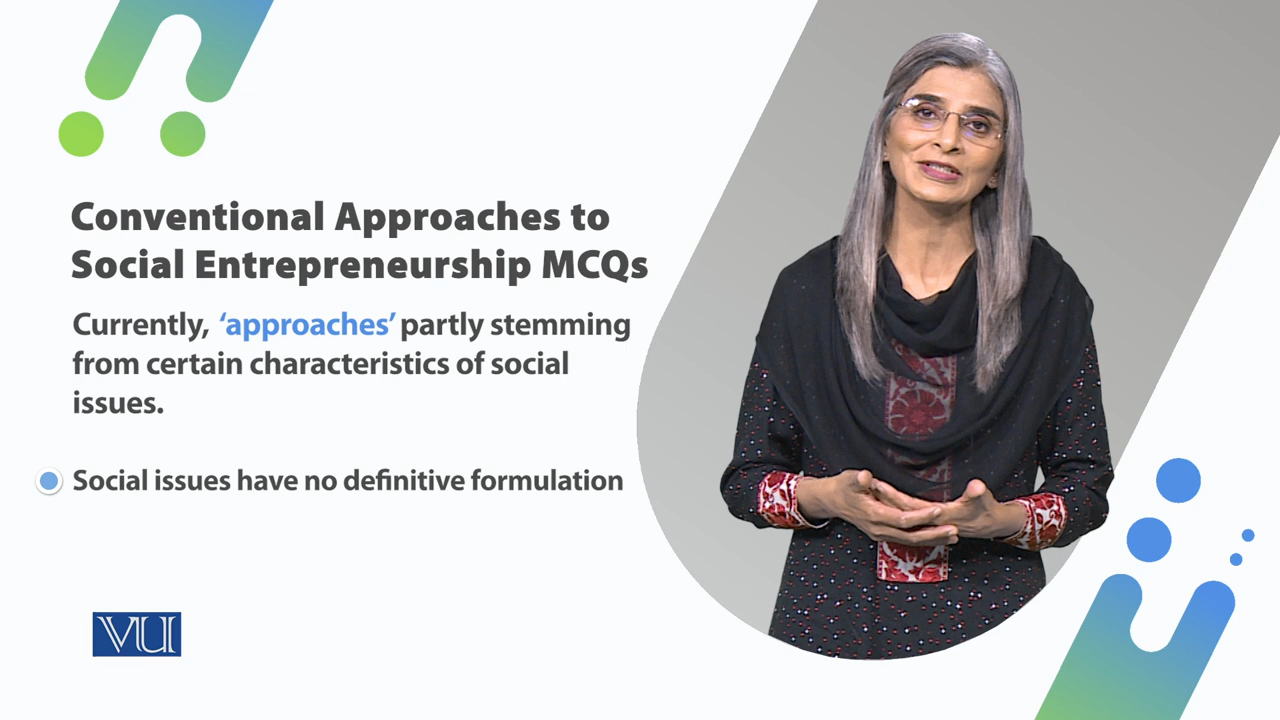 Conventional Approaches to
Social Entrepreneurship MCQs
Currently, ‘approaches’ partly stemming
from certain characteristics of social
issues.
Social issues have no definitive formulation
VU